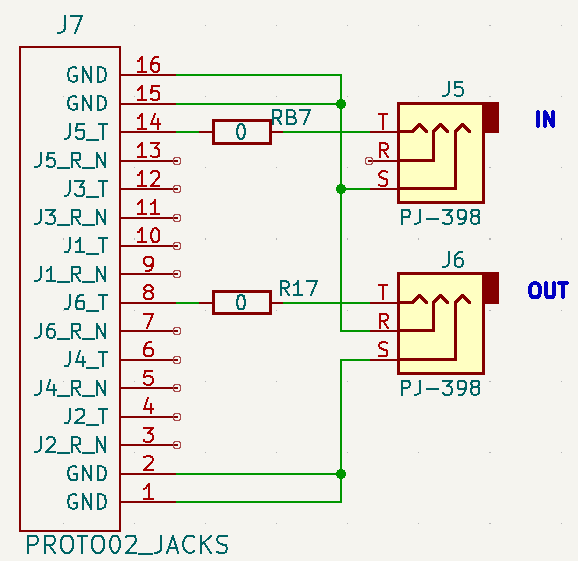 J7
GND 16
GND 15
J5_T 14
J5_R_N 13
J3_T 12
J3_R_N 11
J1_T 10
J1_R_N 9
J6_T 8
J6_R_N 7
J4_T 6
J4_R_N 5
J2_T 4
J2_R_N 3
GND 2
GND 1
PROTO02_JACKS
RB7
0
R17
0
J5
T
R
S
PJ-398
IN
J6
T
R
S
PJ-398
OUT